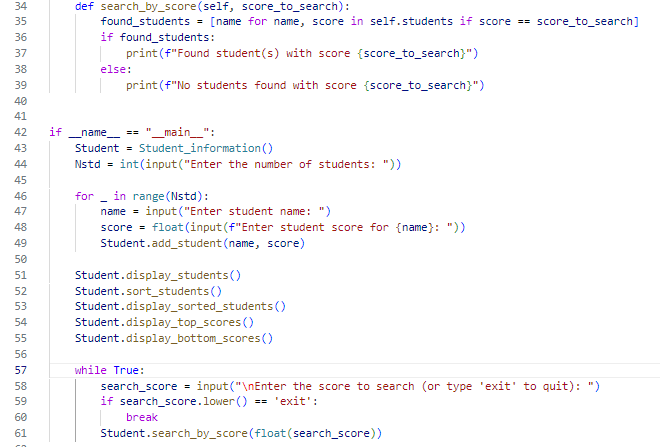 34 def search_by_score(self, score_to_search):
35 found_students = [name for name, score in self.students if score == score_to_search]
36 if found_students:
37 print(f"Found student(s) with score {score_to_search}")
38 else:
39 print(f"No students found with score {score_to_search}")
40
41
42 if __name__ == "__main__":
43 Student = Student_information()
44 Nstd = int(input("Enter the number of students: "))
45
46 for _ in range(Nstd):
47 name = input("Enter student name: ")
48 score = float(input(f"Enter student score for {name}: "))
49 Student.add_student(name, score)
50
51 Student.display_students()
52 Student.sort_students()
53 Student.display_sorted_students()
54 Student.display_top_scores()
55 Student.display_bottom_scores()
56
57 while True:
58 search_score = input("\nEnter the score to search (or type 'exit' to quit): ")
59 if search_score.lower() == 'exit':
60 break
61 Student.search_by_score(float(search_score))